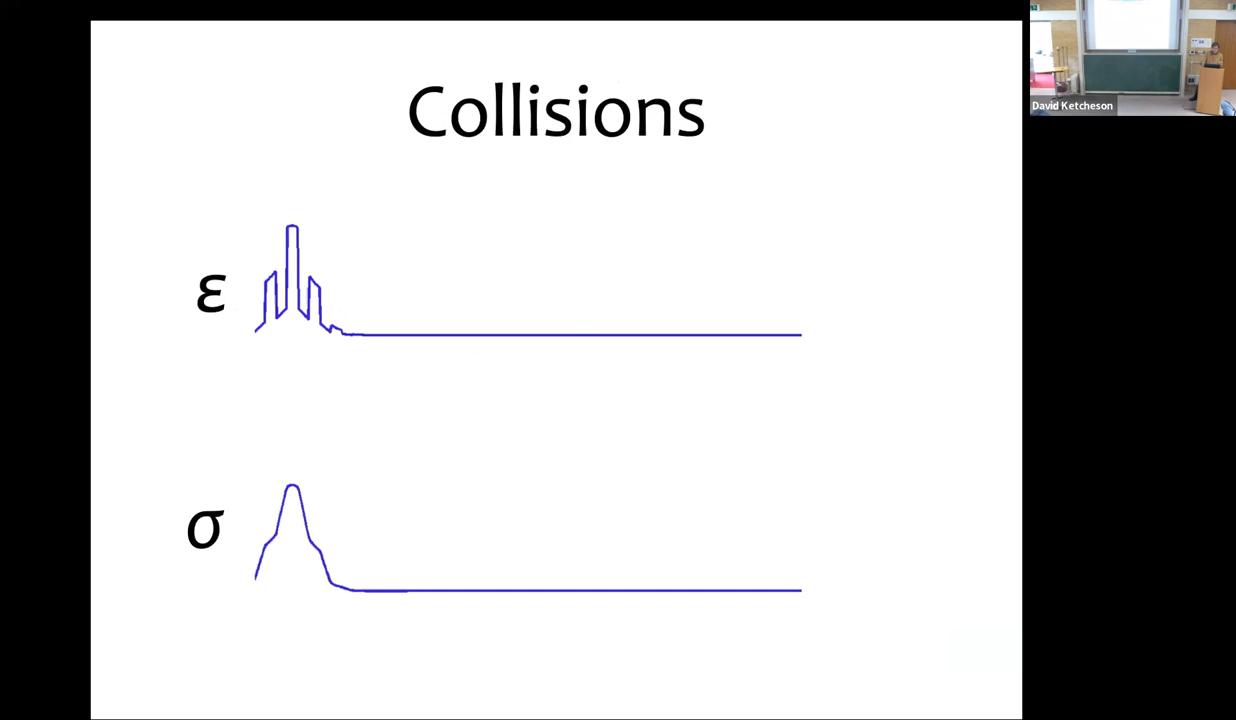 Collisions
ε
σ
David Ketcheson